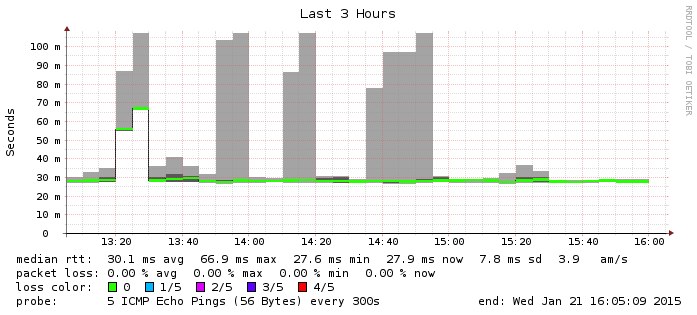 Last 3 Hours
RRDTOOL / TOBI OETIKER
Seconds
100 m
90 m
80 m
70 m
60 m
50 m
40 m
30 m
20 m
10 m
0
13:20 13:40 14:00 14:20 14:40 15:00 15:20 15:40 16:00
median rtt: 30.1 ms avg 66.9 ms max 27.6 ms min 27.9 ms now 7.8 ms sd 3.9 am/s
packet loss: 0.00 % avg 0.00 % max 0.00 % min 0.00 % now
loss color: 0 1/5 2/5 3/5 4/5
probe: 5 ICMP Echo Pings (56 Bytes) every 300s end: Wed Jan 21 16:05:09 2015